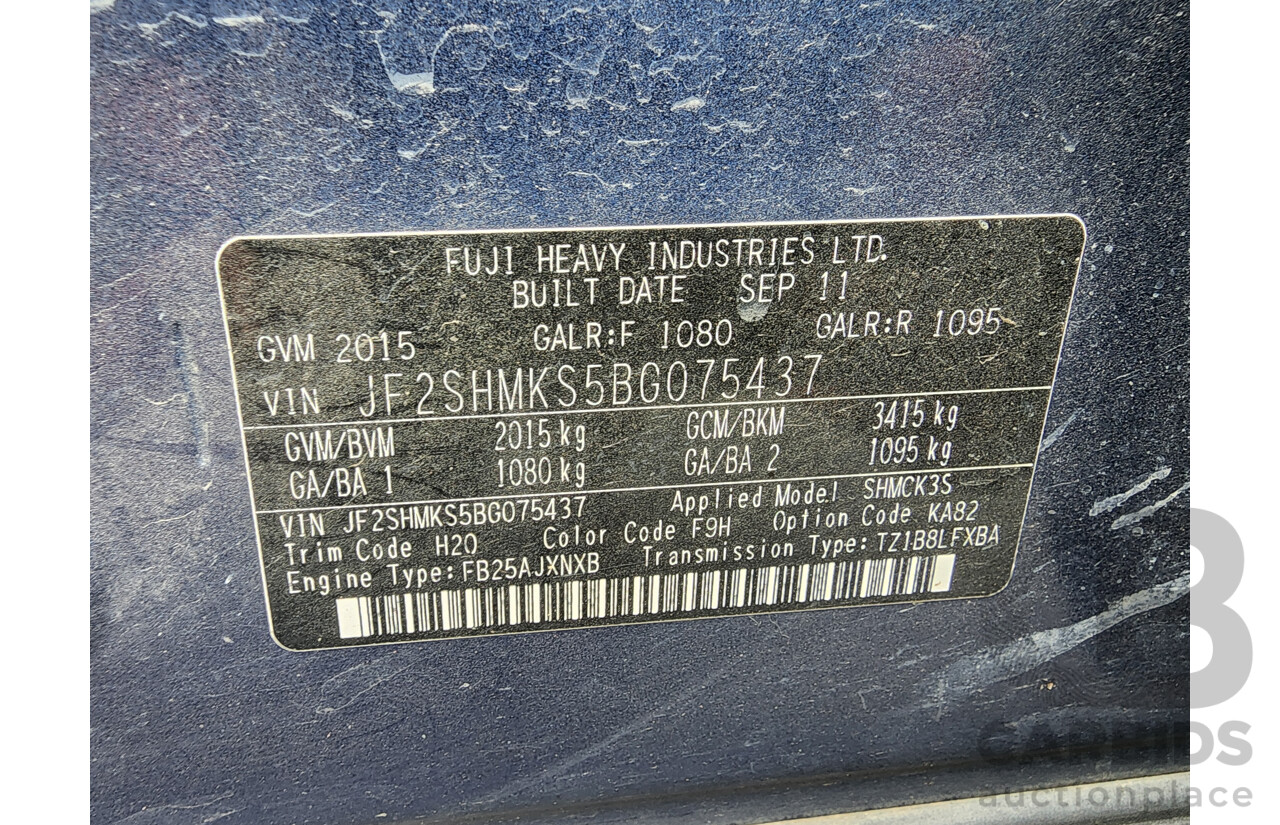 FUJI HEAVY INDUSTRIES LTD.
BUILT DATE SEP 11
GVM 2015 GALR:F 1080 GALR:R 1095
VIN JF2SHMKS5BG075437
GVM/BVM 2015 kg GCM/BKM 3415 kg
GA/BA 1 1080 kg GA/BA 2 1095 kg
VIN JF2SHMKS5BG075437 Applied Model SHMCK3S
Trim Code H20 Color Code F9H Option Code KA82
Engine Type: FB25AJXNXB Transmission Type: TZ1B8LFXBA
CARBIDS
auctionplace